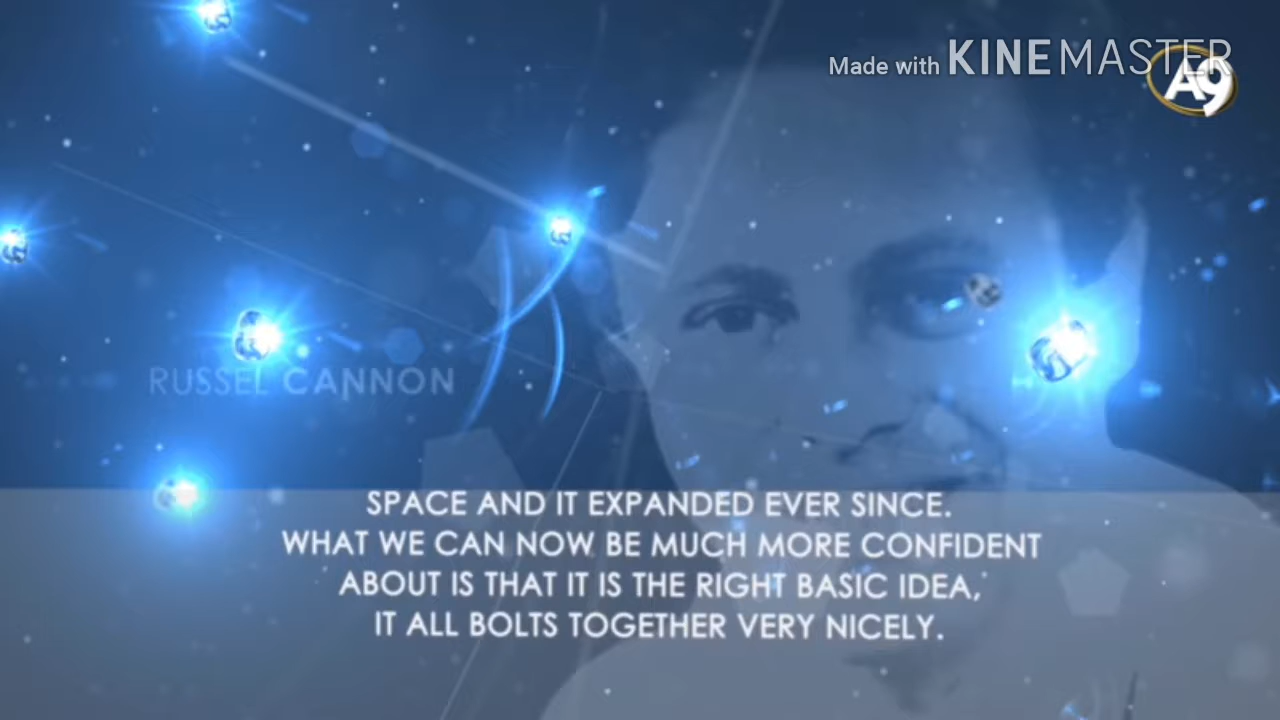 Made with KINEMASTER
A9
RUSSEL CANNON
SPACE AND IT EXPANDED EVER SINCE.
WHAT WE CAN NOW BE MUCH MORE CONFIDENT
ABOUT IS THAT IT IS THE RIGHT BASIC IDEA,
IT ALL BOLTS TOGETHER VERY NICELY.